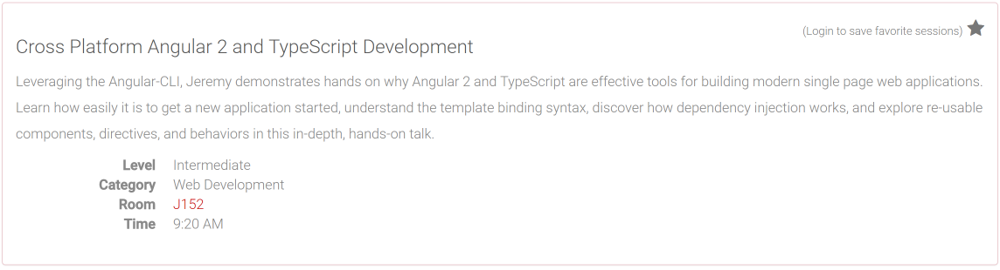 (Login to save favorite sessions)
Cross Platform Angular 2 and TypeScript Development
Leveraging the Angular-CLI, Jeremy demonstrates hands on why Angular 2 and TypeScript are effective tools for building modern single page web applications.
Learn how easily it is to get a new application started, understand the template binding syntax, discover how dependency injection works, and explore re-usable
components, directives, and behaviors in this in-depth, hands-on talk.
Level Intermediate
Category Web Development
Room J152
Time 9:20 AM